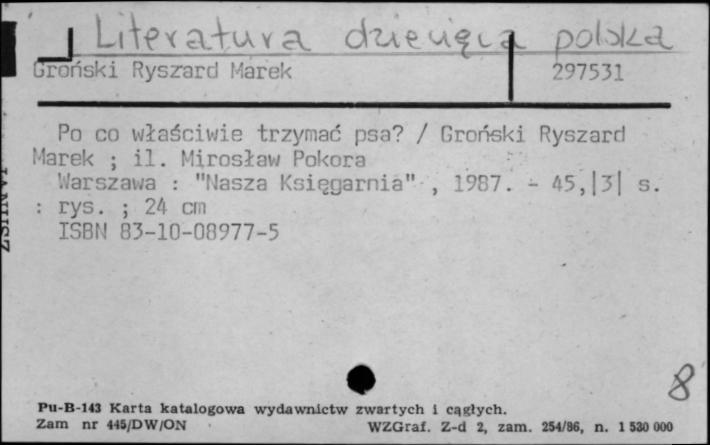 Literatura dziecięca polska
Groński Ryszard Marek 297531
Po co właściwie trzymać psa? / Groński Ryszard
Marek ; il. Mirosław Pokora
Warszawa : "Nasza Księgarnia" , 1987. - 45,|3| s.
: rys. ; 24 cm
ISBN 83-10-08977-5
8
Pu-B-143 Karta katalogowa wydawnictw zwartych i cągłych.
Zam nr 445/DW/ON WZGraf. Z-d 2, zam. 254/86, n. 1 530 000